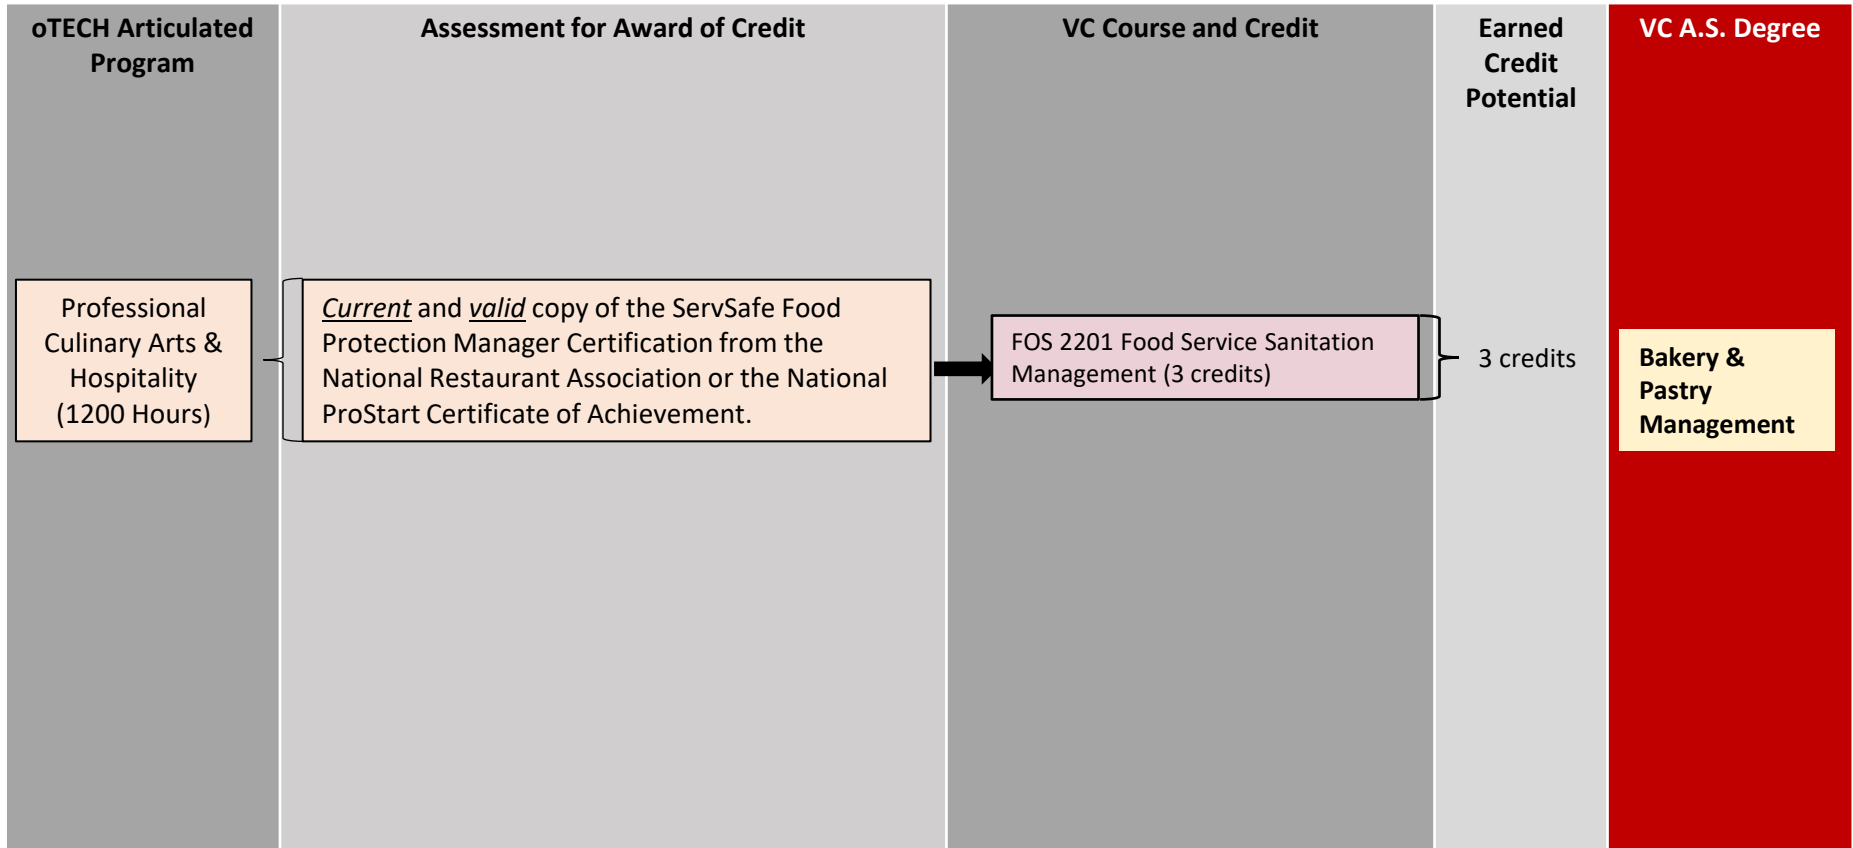 oTECH Articulated
Program
Assessment for Award of Credit
VC Course and Credit
Earned
Credit
Potential
VC A.S. Degree
Professional
Culinary Arts &
Hospitality
(1200 Hours)
Current and valid copy of the ServSafe Food
Protection Manager Certification from the
National Restaurant Association or the National
ProStart Certificate of Achievement.
FOS 2201 Food Service Sanitation
Management (3 credits)
3 credits
Bakery &
Pastry
Management